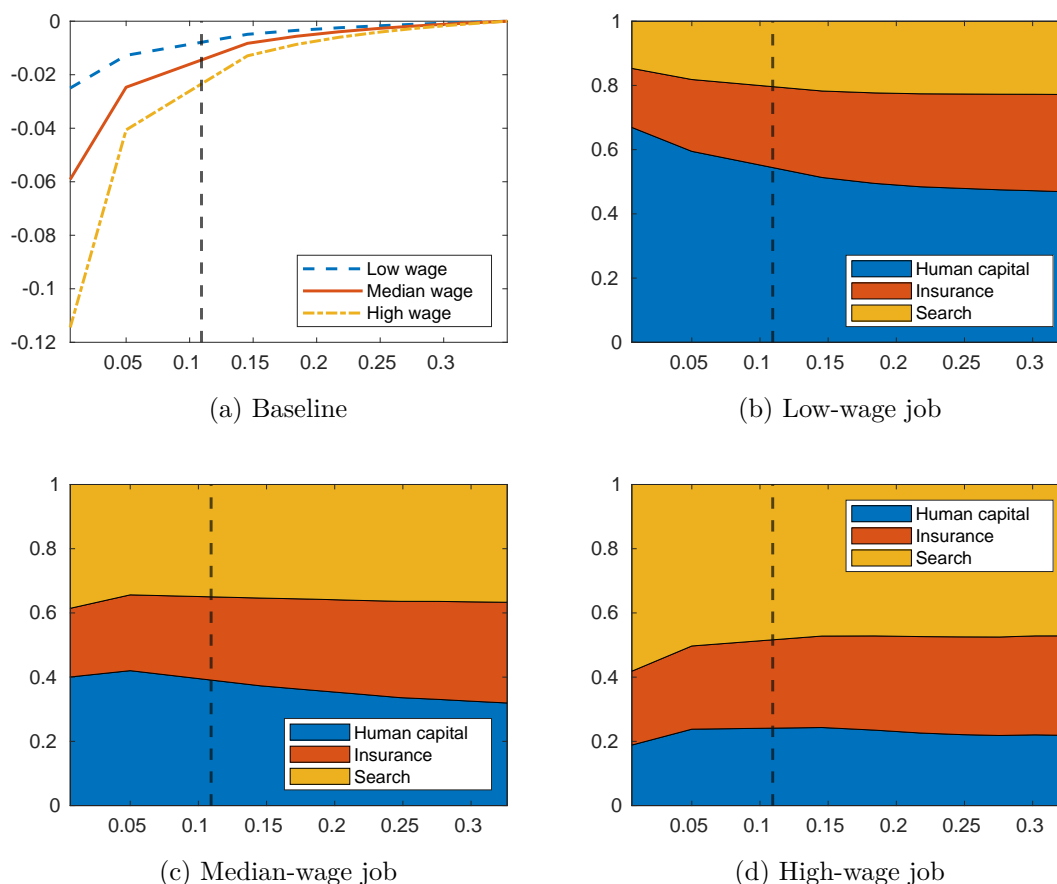 0
-0.02
-0.04
-0.06
-0.08
-0.1
-0.12
0.05 0.1 0.15 0.2 0.25 0.3
Low wage
Median wage
High wage
(a) Baseline
1
0.8
0.6
0.4
0.2
0
0.05 0.1 0.15 0.2 0.25 0.3
Human capital
Insurance
Search
(b) Low-wage job
1
0.8
0.6
0.4
0.2
0
0.05 0.1 0.15 0.2 0.25 0.3
Human capital
Insurance
Search
(c) Median-wage job
1
0.8
0.6
0.4
0.2
0
0.05 0.1 0.15 0.2 0.25 0.3
Human capital
Insurance
Search
(d) High-wage job